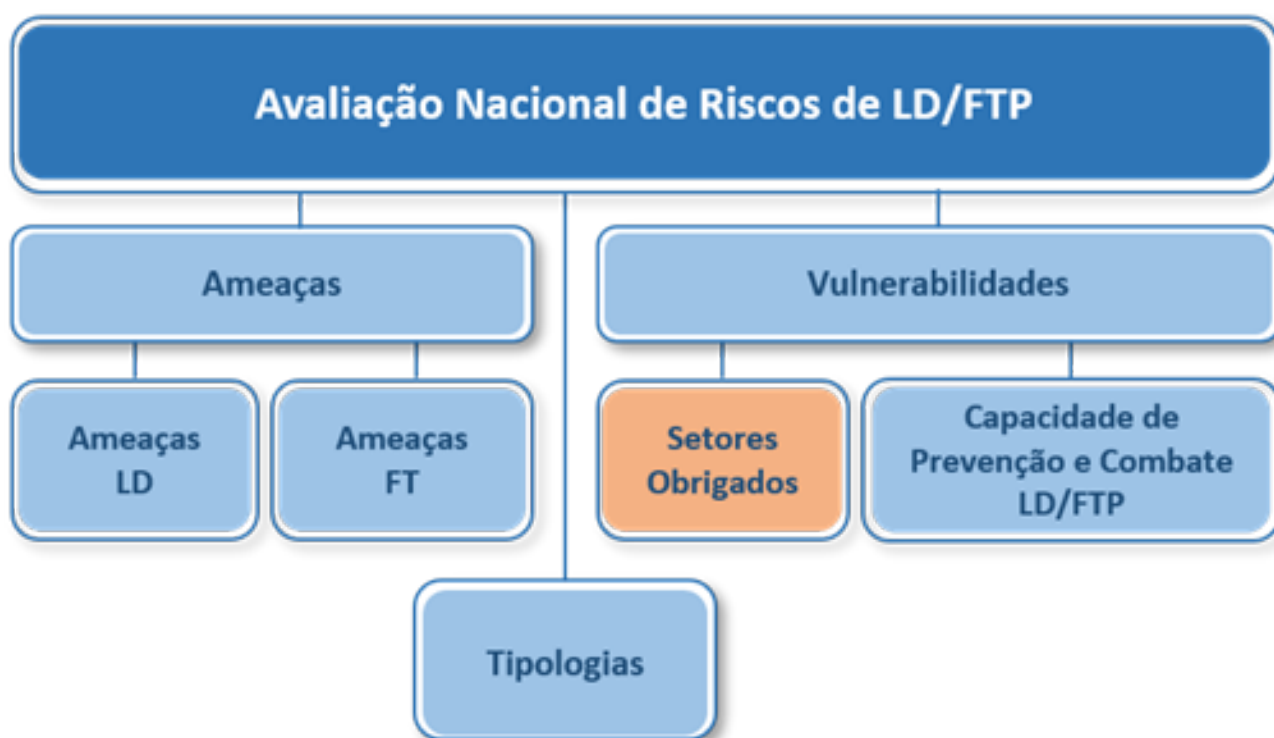 Avaliação Nacional de Riscos de LD/FTP
Ameaças
Vulnerabilidades
Ameaças
LD
Ameaças
FT
Setores
Obrigados
Capacidade de
Prevenção e Combate
LD/FTP
Tipologias